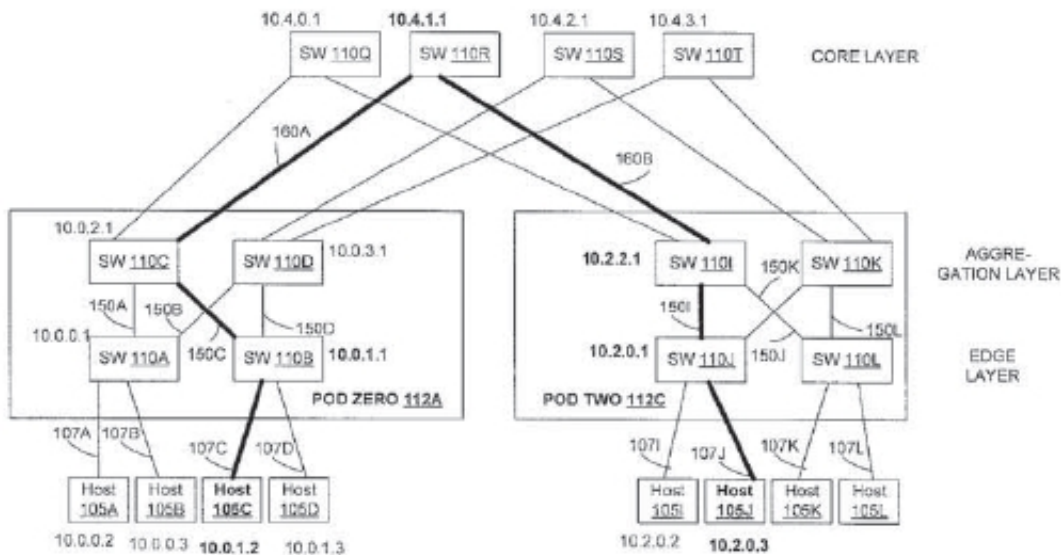 10.4.0.1 10.4.1.1 10.4.2.1 10.4.3.1
SW 110Q SW 110R SW 110S SW 110T CORE LAYER
160A
160B
10.0.2.1
SW 110C SW 110D 10.0.3.1 10.2.2.1 SW 110I SW 110K AGGRE-
GATION LAYER
150A 150B 150C 150D 150I 150K 150J 150L
10.0.0.1 SW 110A SW 110B 10.0.1.1 10.2.0.1 SW 110J SW 110L EDGE
LAYER
POD ZERO 112A POD TWO 112C
107A 107B 107C 107D 107I 107J 107K 107L
Host Host Host Host Host Host Host Host
105A 105B 105C 105D 105I 105J 105K 105L
10.0.0.2 10.0.0.3 10.0.1.2 10.0.1.3 10.2.0.2 10.2.0.3